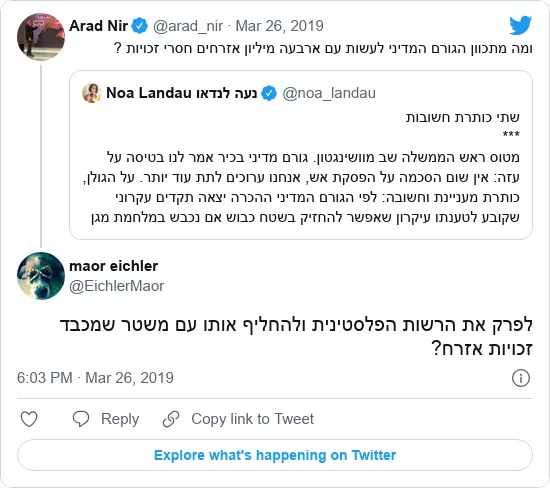 Arad Nir @arad_nir · Mar 26, 2019
ומה מתכוון הגורם המדיני לעשות עם ארבעה מיליון אזרחים חסרי זכויות ?
Noa Landau נעה לנדאו @noa_landau
שתי כותרת חשובות
***
מטוס ראש הממשלה שב מוושינגטון. גורם מדיני בכיר אמר לנו בטיסה על
עזה: אין שום הסכמה על הפסקת אש, אנחנו ערוכים לתת עוד יותר. על הגולן,
כותרת מעניינת וחשובה: לפי הגורם המדיני ההכרה יצאה תקדים עקרוני
שקובע לטענתו עיקרון שאפשר להחזיק בשטח כבוש אם נכבש במלחמת מגן
maor eichler
@EichlerMaor
לפרק את הרשות הפלסטינית ולהחליף אותו עם משטר שמכבד
זכויות אזרח?
6:03 PM · Mar 26, 2019
Reply Copy link to Tweet
Explore what's happening on Twitter